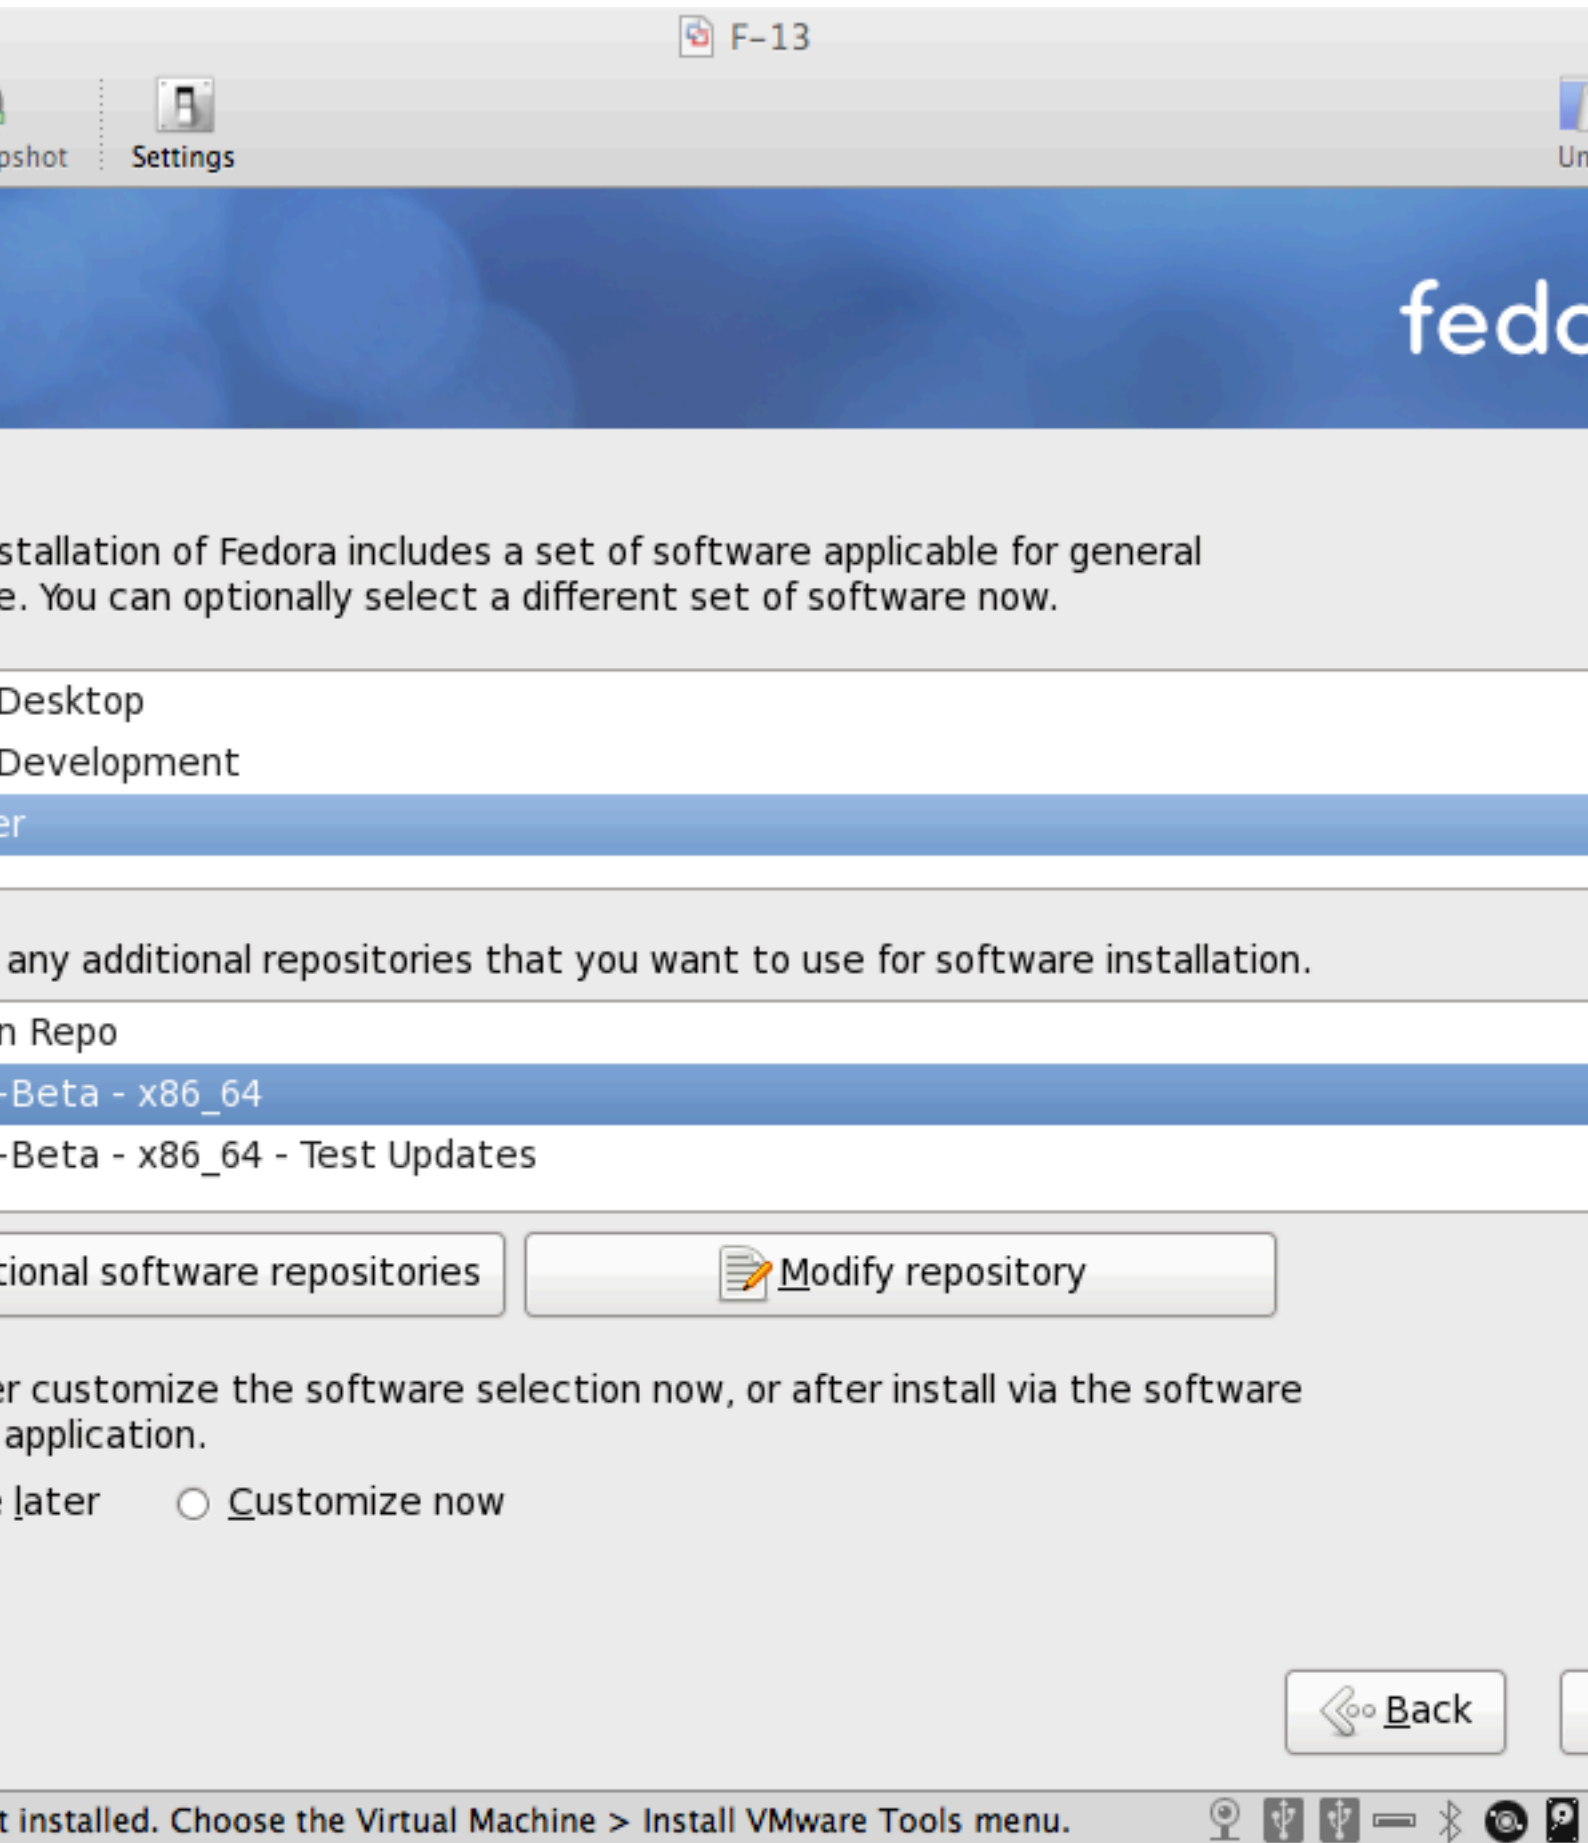 F-13
pshot Settings Un
fedo
stallation of Fedora includes a set of software applicable for general
e. You can optionally select a different set of software now.
Desktop
Development
er
any additional repositories that you want to use for software installation.
n Repo
-Beta - x86_64
-Beta - x86_64 - Test Updates
tional software repositories Modify repository
er customize the software selection now, or after install via the software
application.
e later Customize now
Back
t installed. Choose the Virtual Machine > Install VMware Tools menu.